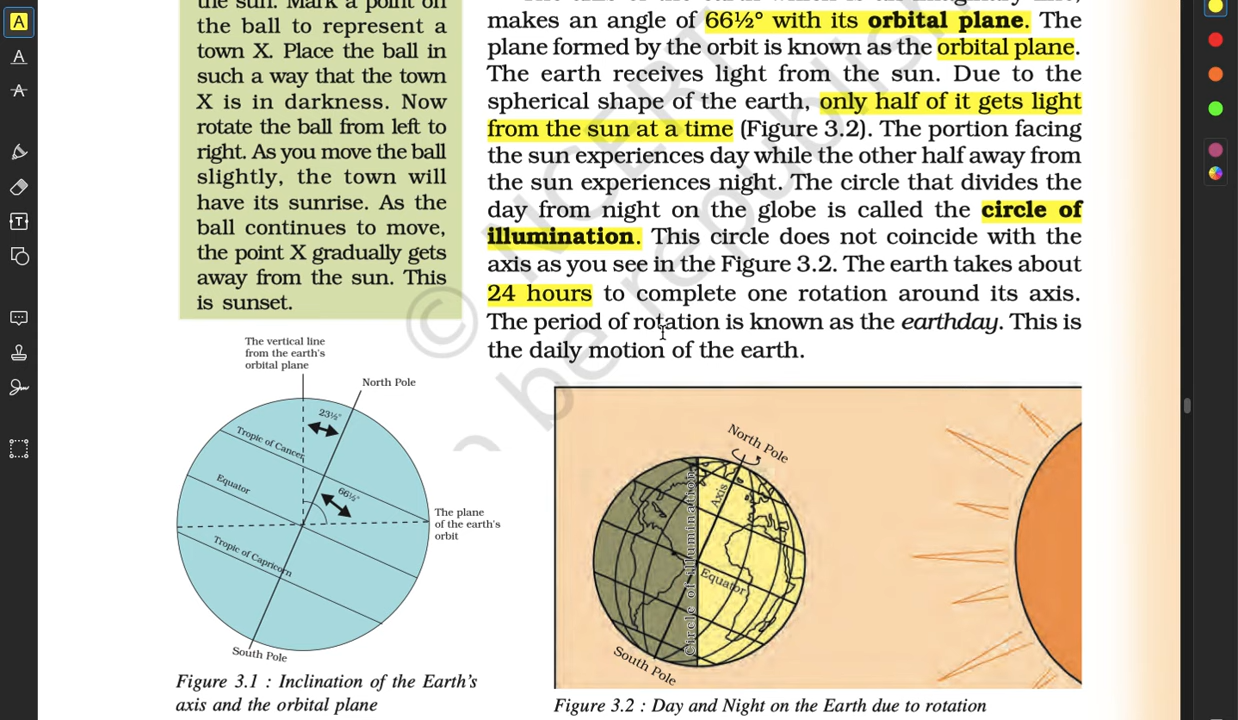 the sun. Mark a point on
the ball to represent a
town X. Place the ball in
such a way that the town
X is in darkness. Now
rotate the ball from left to
right. As you move the ball
slightly, the town will
have its sunrise. As the
ball continues to move,
the point X gradually gets
away from the sun. This
is sunset.
makes an angle of 66½° with its orbital plane. The
plane formed by the orbit is known as the orbital plane.
The earth receives light from the sun. Due to the
spherical shape of the earth, only half of it gets light
from the sun at a time (Figure 3.2). The portion facing
the sun experiences day while the other half away from
the sun experiences night. The circle that divides the
day from night on the globe is called the circle of
illumination. This circle does not coincide with the
axis as you see in the Figure 3.2. The earth takes about
24 hours to complete one rotation around its axis.
The period of rotation is known as the earthday. This is
the daily motion of the earth.
The vertical line
from the earth's
orbital plane
North Pole
23½°
Tropic of Cancer
Equator
66½°
The plane
of the earth's
orbit
Tropic of Capricorn
South Pole
Figure 3.1 : Inclination of the Earth's
axis and the orbital plane
North Pole
Axis
Circle of illumination
Equator
South Pole
Figure 3.2 : Day and Night on the Earth due to rotation
© NCERT
be republish
A
A
A
T